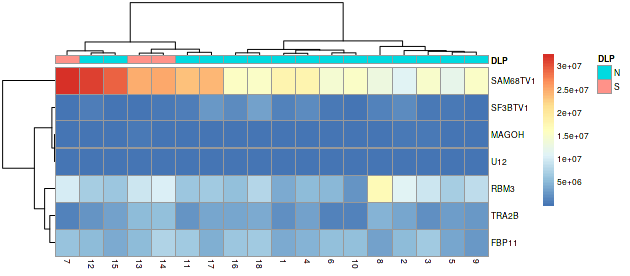 DLP
SAM68TV1
SF3BTV1
MAGOH
U12
RBM3
TRA2B
FBP11
7 12 15 13 14 11 17 16 18 1 4 6 10 8 2 3 5 9
3e+07
2.5e+07
2e+07
1.5e+07
1e+07
5e+06
DLP
N
S